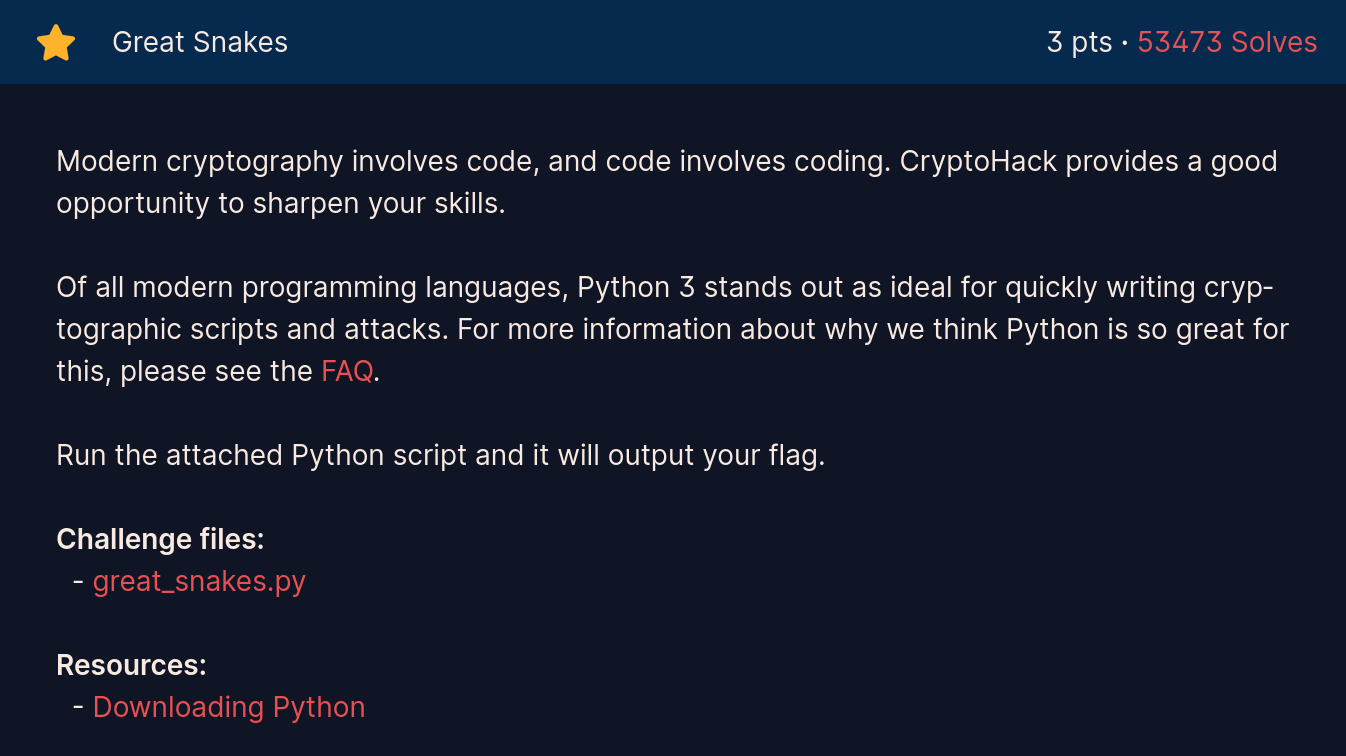 Great Snakes
3 pts · 53473 Solves
Modern cryptography involves code, and code involves coding. CryptoHack provides a good
opportunity to sharpen your skills.
Of all modern programming languages, Python 3 stands out as ideal for quickly writing cryp-
tographic scripts and attacks. For more information about why we think Python is so great for
this, please see the FAQ.
Run the attached Python script and it will output your flag.
Challenge files:
- great_snakes.py
Resources:
- Downloading Python